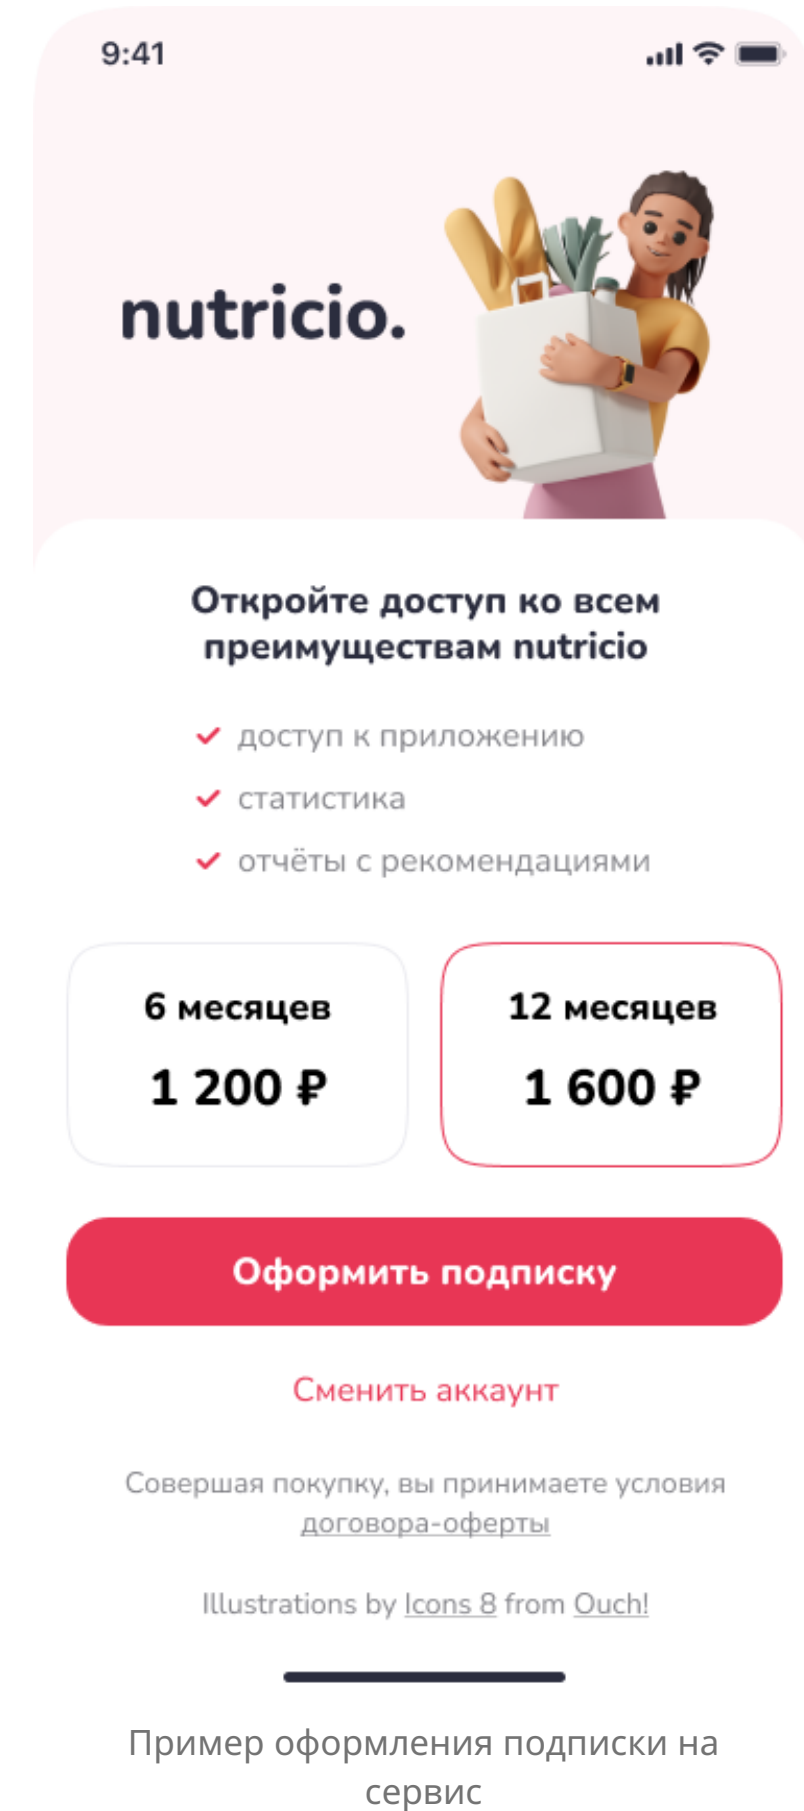 9:41
nutricio.
Откройте доступ ко всем
преимуществам nutricio
доступ к приложению
статистика
отчёты с рекомендациями
6 месяцев
1 200 ₽
12 месяцев
1 600 ₽
Оформить подписку
Сменить аккаунт
Совершая покупку, вы принимаете условия
договора-оферты
Illustrations by Icons 8 from Ouch!
Пример оформления подписки на
сервис